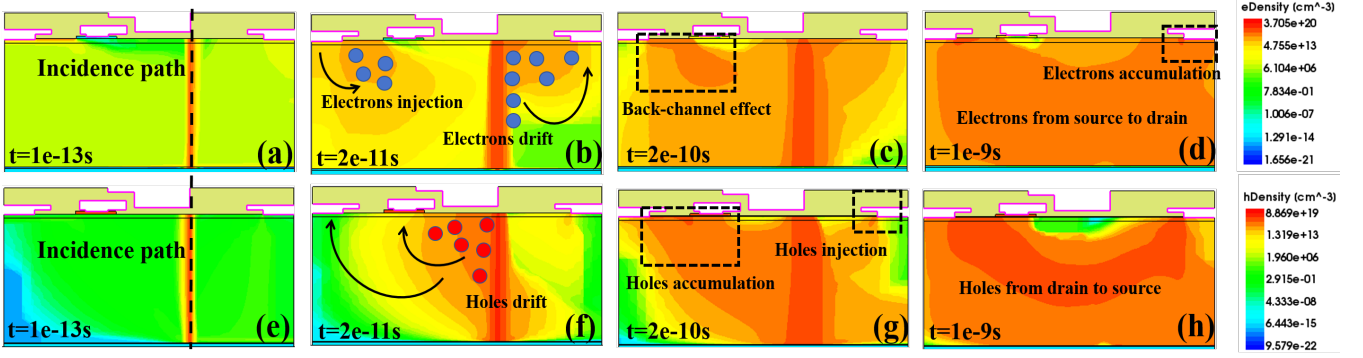 Incidence path
t=1e-13s
(a)
Electrons injection
Electrons drift
t=2e-11s
(b)
Back-channel effect
t=2e-10s
(c)
Electrons accumulation
Electrons from source to drain
t=1e-9s
(d)
eDensity (cm^-3)
3.705e+20
4.755e+13
6.104e+06
7.834e-01
1.006e-07
1.291e-14
1.656e-21
Incidence path
t=1e-13s
(e)
Holes drift
t=2e-11s
(f)
Holes injection
Holes accumulation
t=2e-10s
(g)
Holes from drain to source
t=1e-9s
(h)
hDensity (cm^-3)
8.869e+19
1.319e+13
1.960e+06
2.915e-01
4.333e-08
6.443e-15
9.579e-22